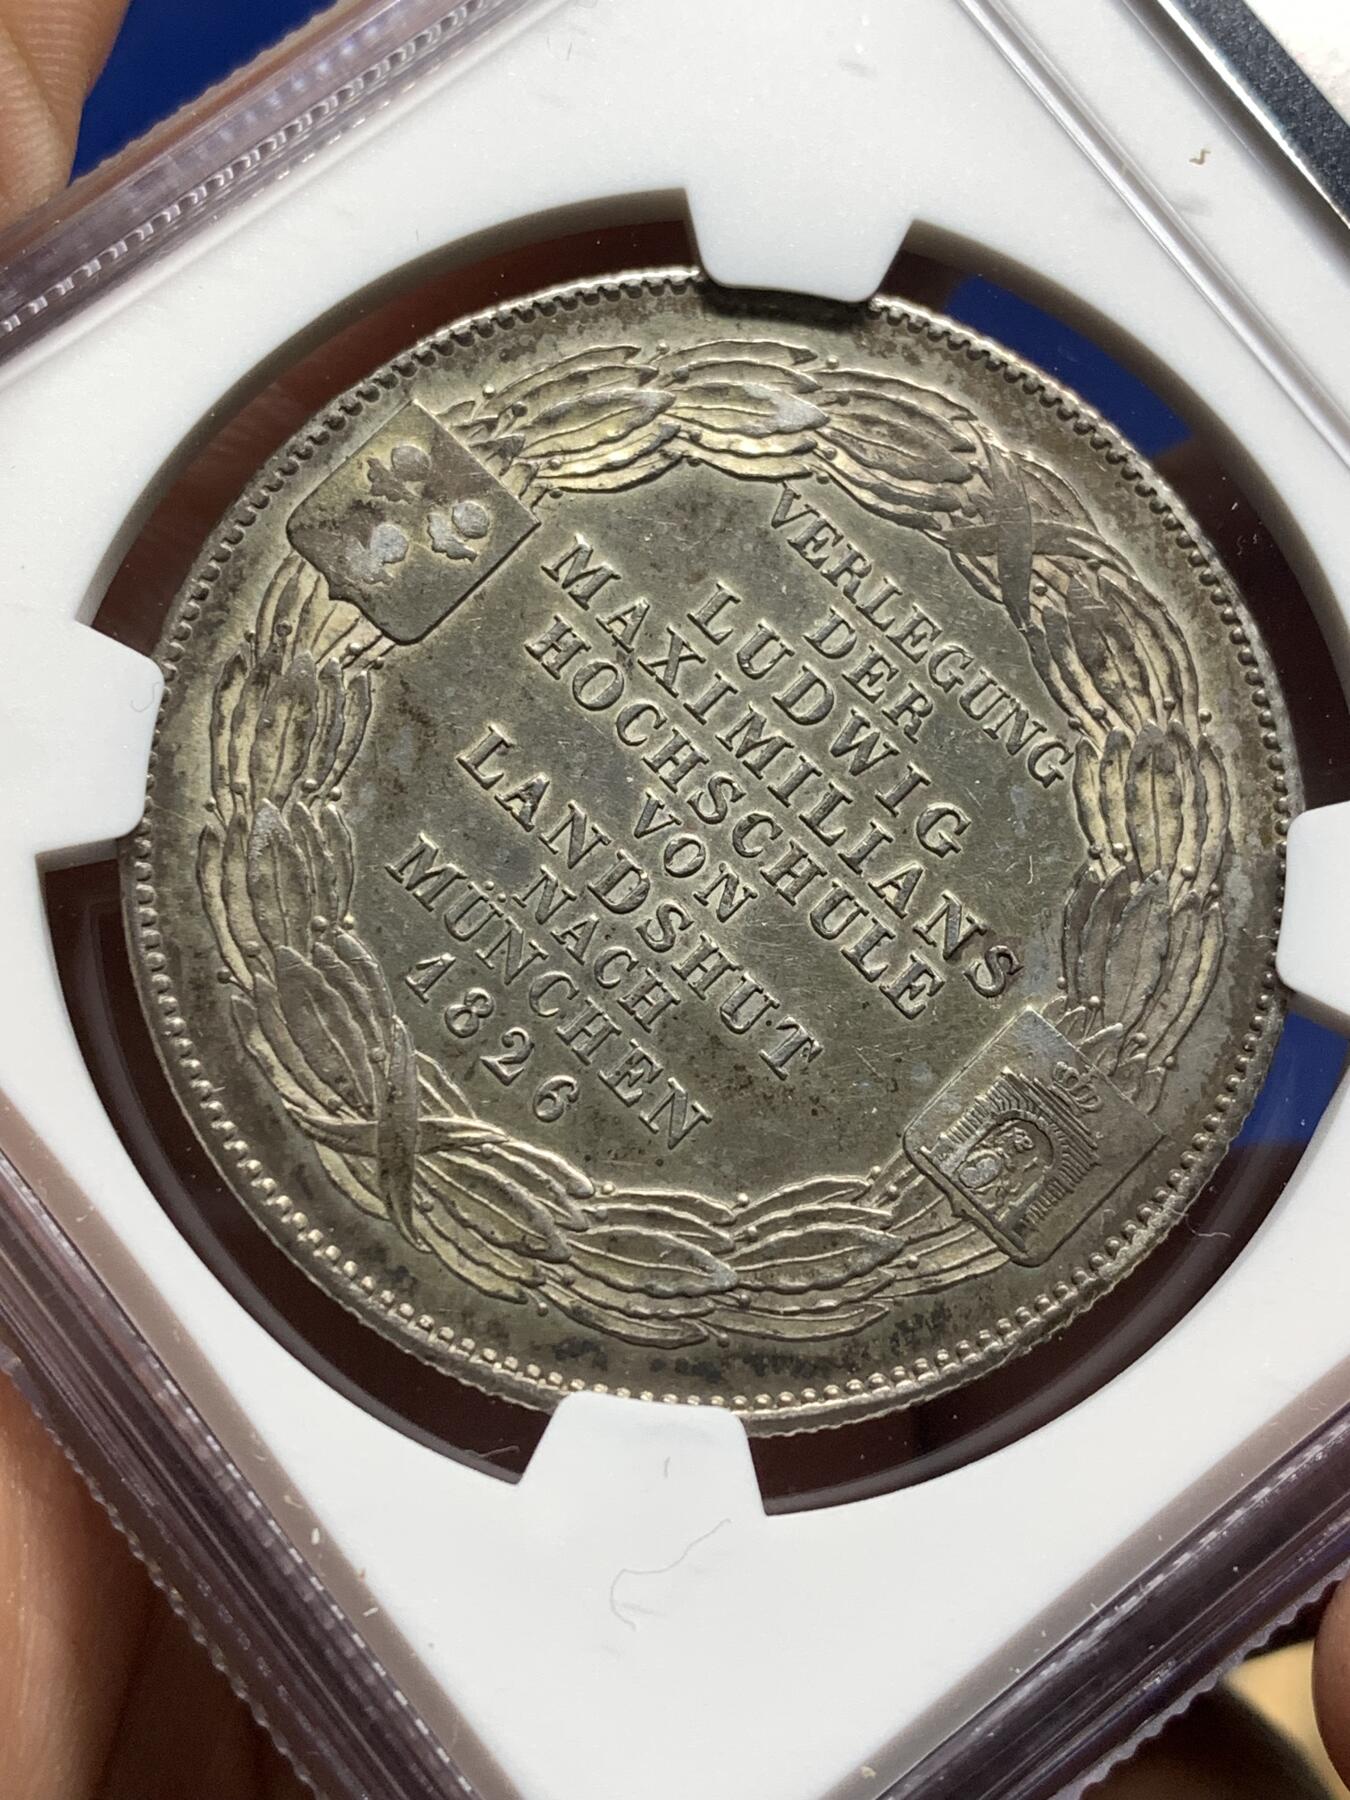 VERLEGUNG
DER
LUDWIG
MAXIMILIANS
HOCHSCHULE
VON
LANDSHUT
NACH
MÜNCHEN
1826